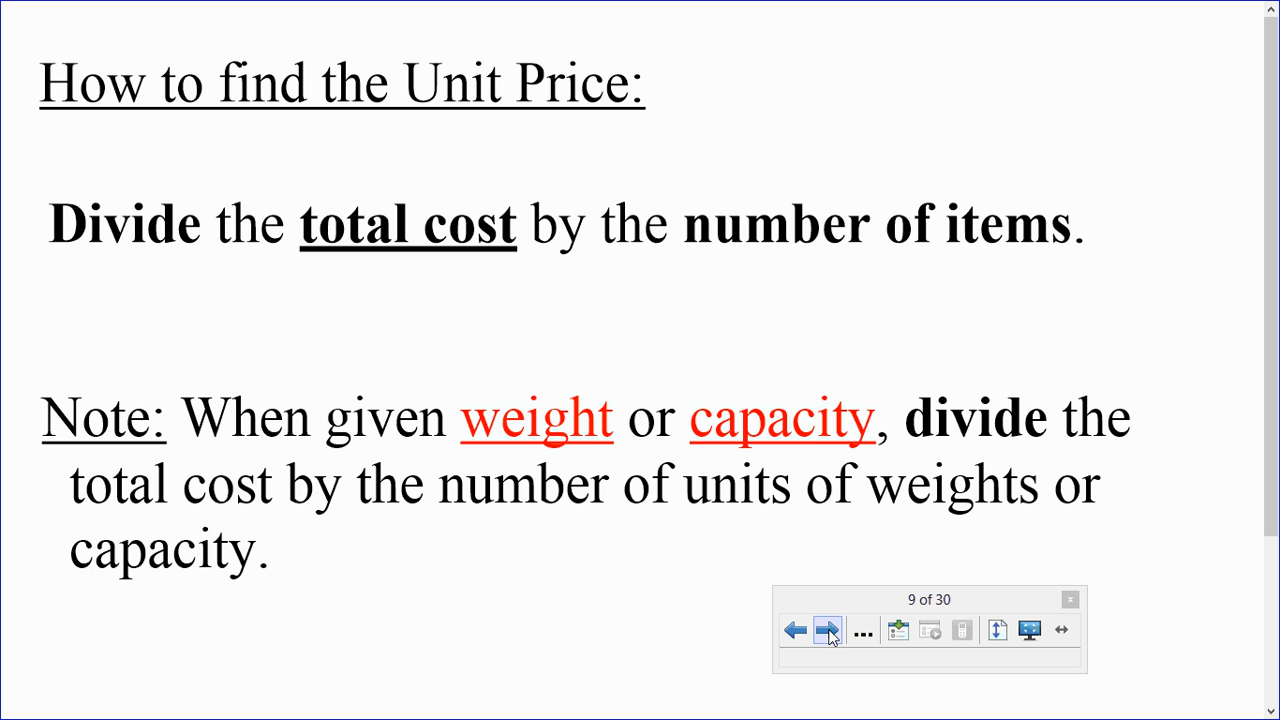 How to find the Unit Price:
Divide the total cost by the number of items.
Note: When given weight or capacity, divide the
total cost by the number of units of weights or
capacity.
9 of 30